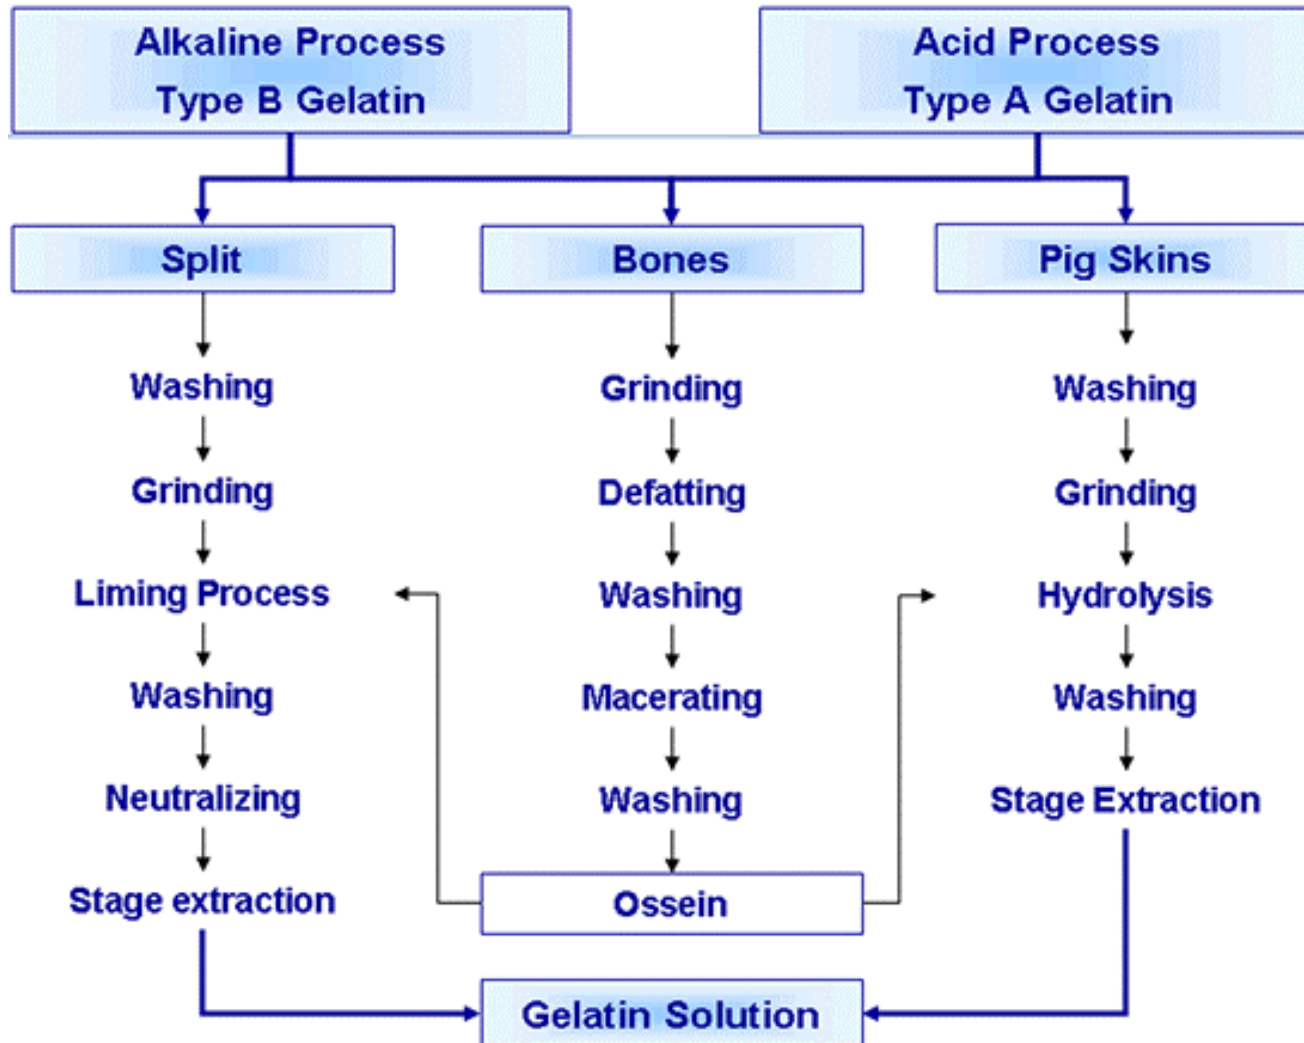 Alkaline Process
Type B Gelatin
Acid Process
Type A Gelatin
Split
Bones
Pig Skins
Washing
Grinding
Liming Process
Washing
Neutralizing
Stage extraction
Grinding
Defatting
Washing
Macerating
Washing
Ossein
Washing
Grinding
Hydrolysis
Washing
Stage Extraction
Gelatin Solution